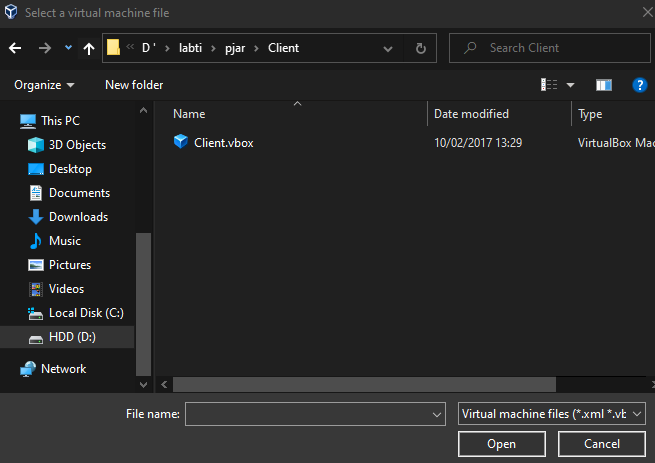 Select a virtual machine file
« D ' › labti › pjar › Client
Search Client
Organize
New folder
This PC
3D Objects
Desktop
Documents
Downloads
Music
Pictures
Videos
Local Disk (C:)
HDD (D:)
Network
Name Date modified Type
Client.vbox 10/02/2017 13:29 VirtualBox Mac
File name:
Virtual machine files (*.xml *.vb
Open Cancel